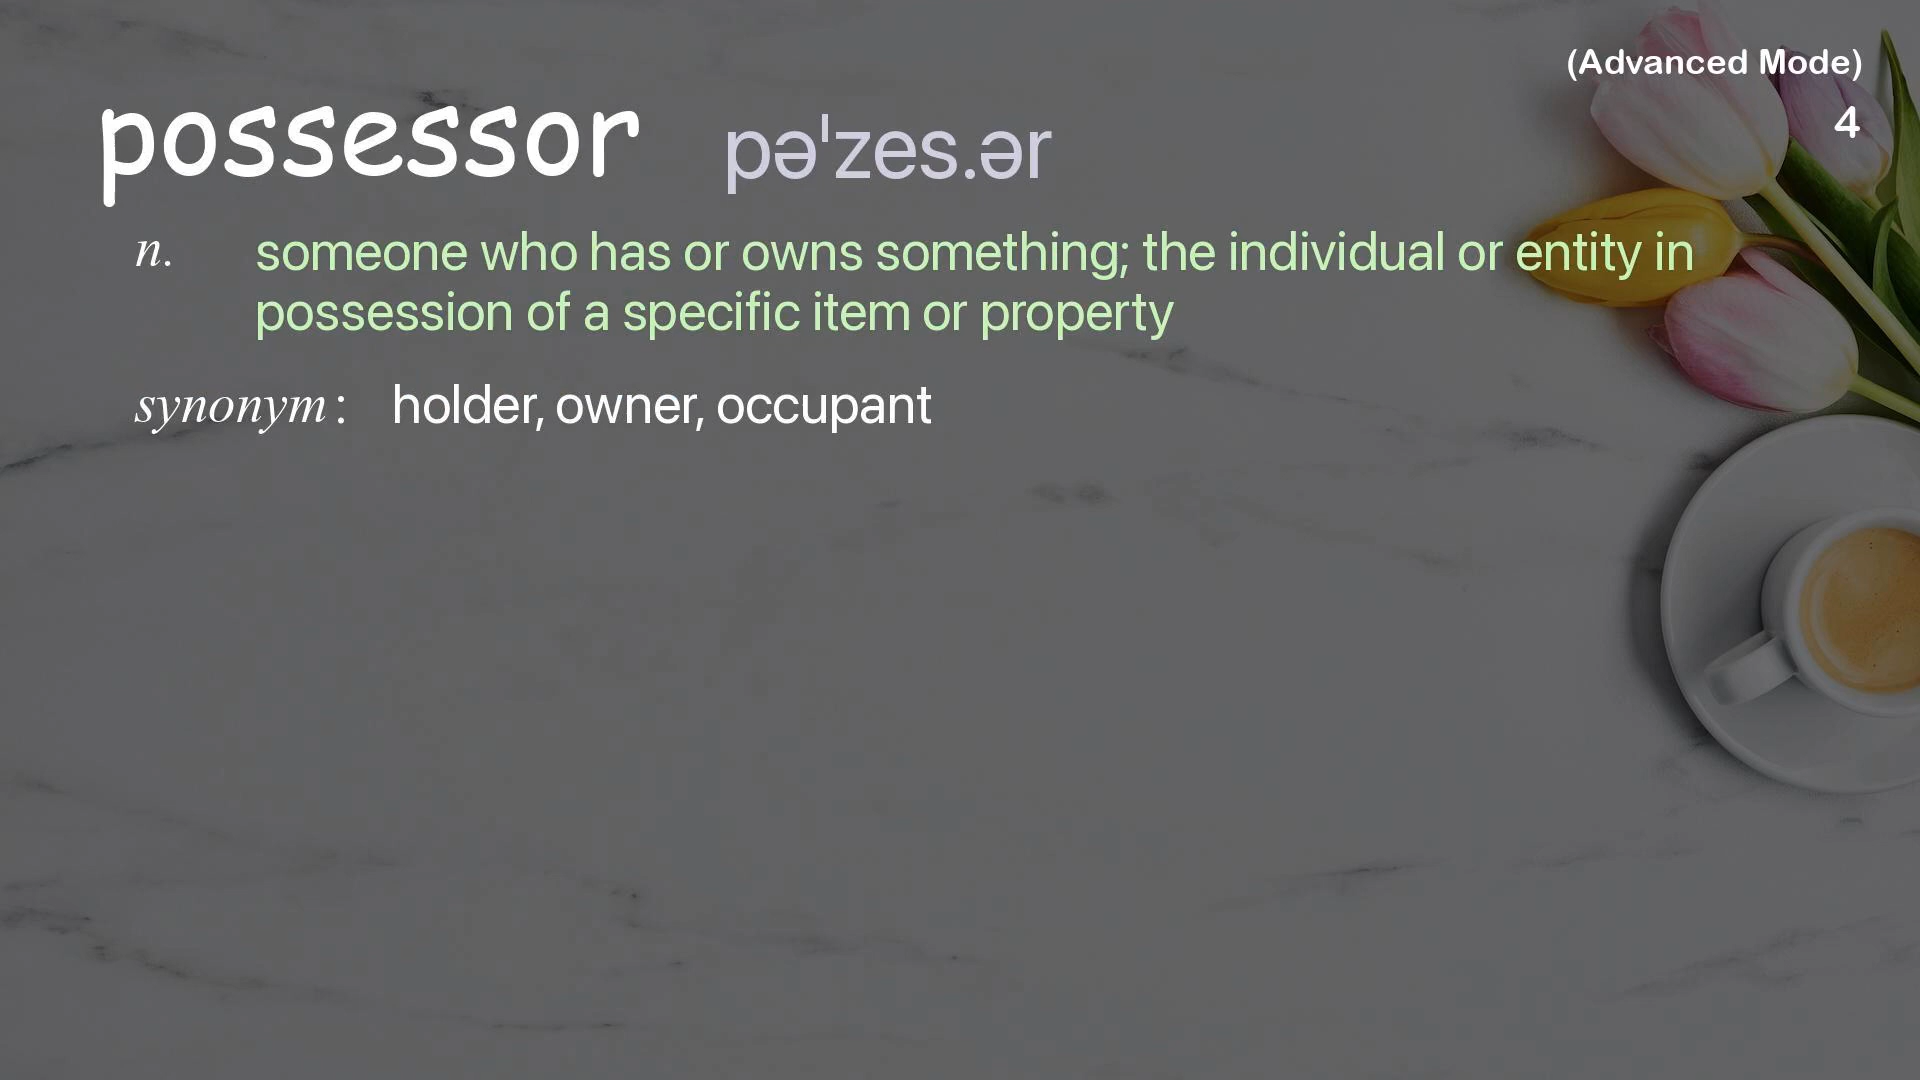 (Advanced Mode)
4
possessor pəˈzes.ər
n. someone who has or owns something; the individual or entity in
possession of a specific item or property
synonym: holder, owner, occupant